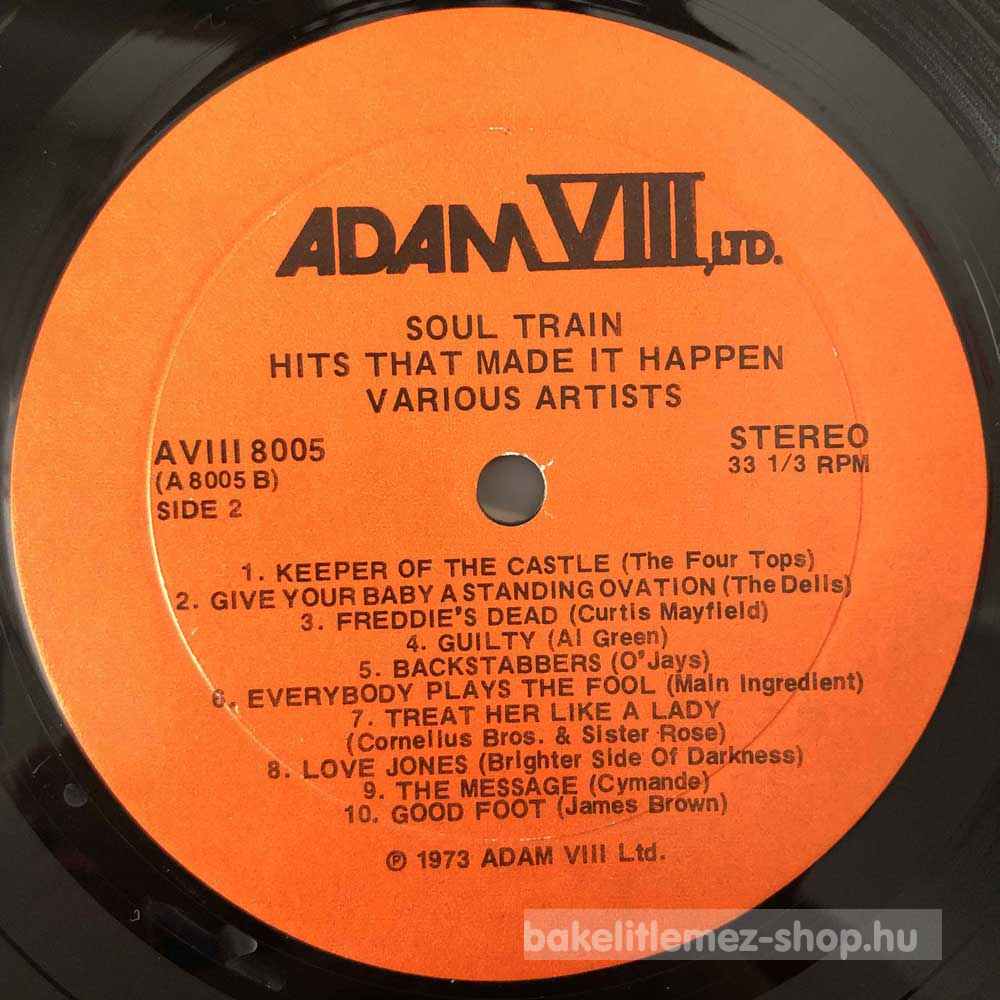 ADAM VIII, LTD.
SOUL TRAIN
HITS THAT MADE IT HAPPEN
VARIOUS ARTISTS
AVIII 8005
(A 8005 B)
SIDE 2
STEREO
33 1/3 RPM
1. KEEPER OF THE CASTLE (The Four Tops)
2. GIVE YOUR BABY A STANDING OVATION (The Dells)
3. FREDDIE'S DEAD (Curtis Mayfield)
4. GUILTY (Al Green)
5. BACKSTABBERS (O'Jays)
6. EVERYBODY PLAYS THE FOOL (Main Ingredient)
7. TREAT HER LIKE A LADY
(Cornelius Bros. & Sister Rose)
8. LOVE JONES (Brighter Side Of Darkness)
9. THE MESSAGE (Cymande)
10. GOOD FOOT (James Brown)
℗ 1973 ADAM VIII Ltd.
bakelitlemez-shop.hu